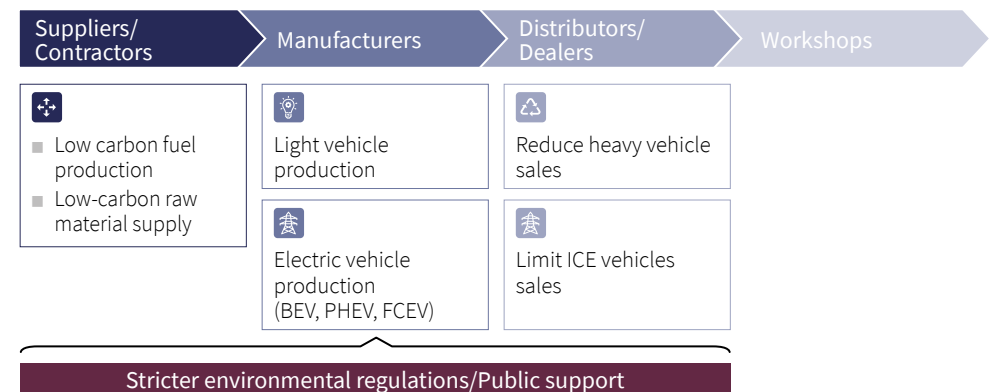 Suppliers/
Contractors
Manufacturers
Distributors/
Dealers
Workshops
Low carbon fuel
production
Low-carbon raw
material supply
Light vehicle
production
Electric vehicle
production
(BEV, PHEV, FCEV)
Reduce heavy vehicle
sales
Limit ICE vehicles
sales
Stricter environmental regulations/Public support